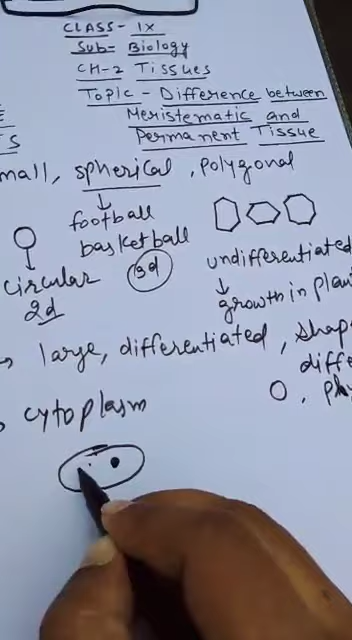 CLASS- IX
Sub- Biology
CH-2 Tissues
Topic - Difference between
Meristematic and
Permanent Tissue
small, spherical, polygonal
football
basketball
3d
circular
2d
undifferentiated
growth in plan
large, differentiated, shap
diffe
cytoplasm